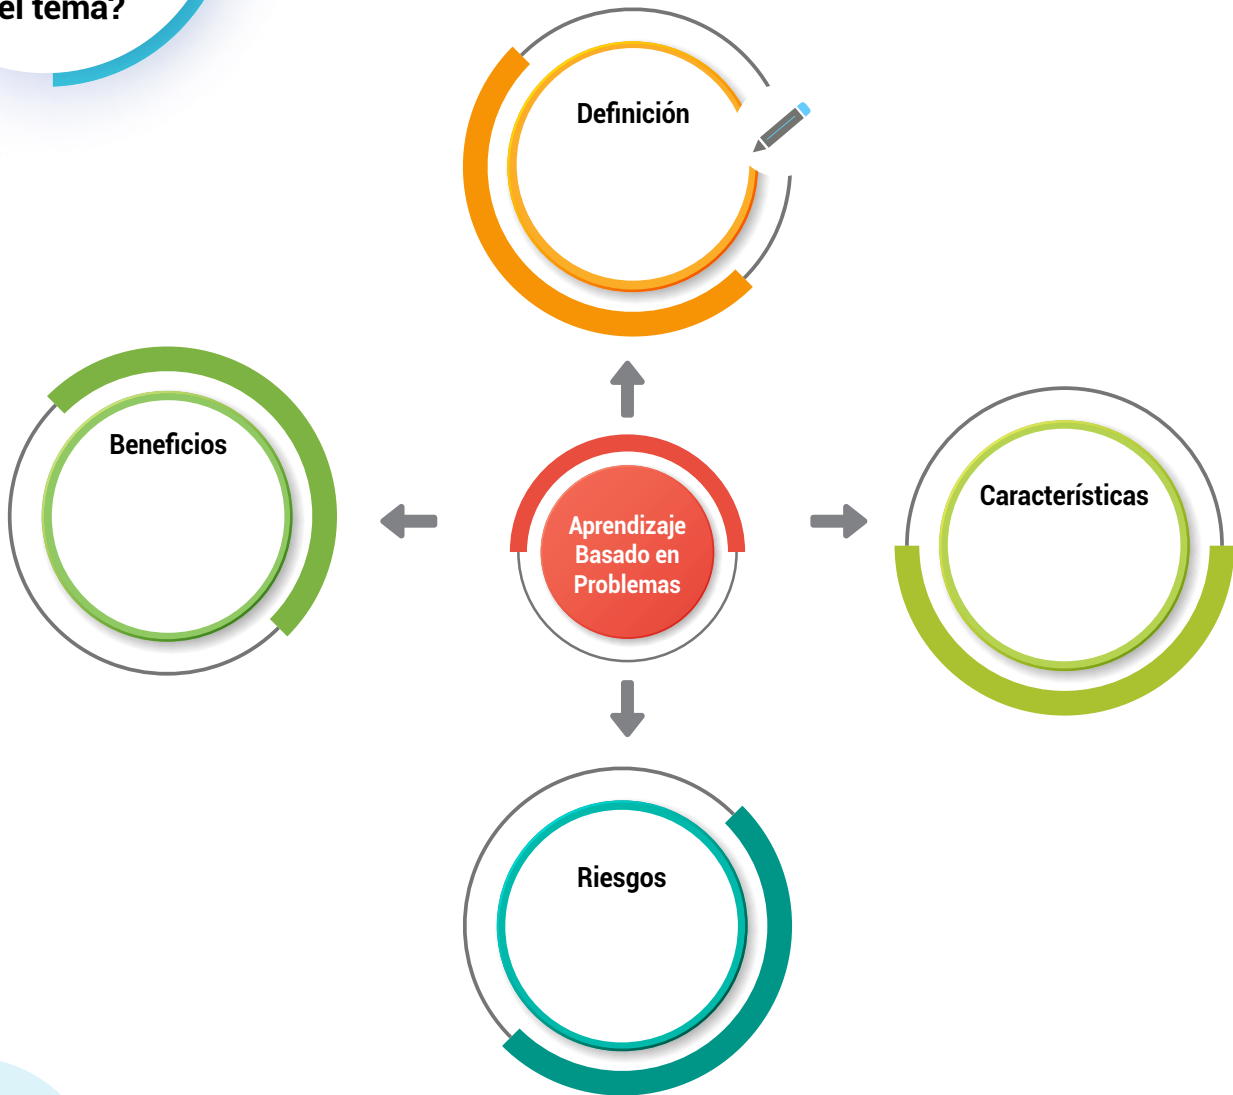 el tema?
Definición
Beneficios
Características
Aprendizaje
Basado en
Problemas
Riesgos